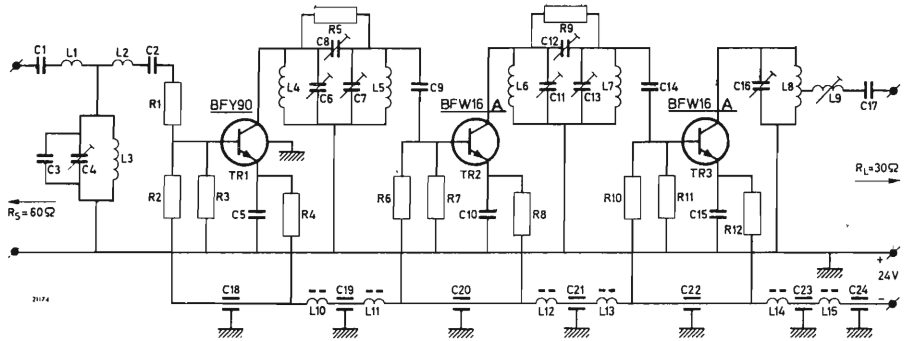 C1
L1
L2
C2
R1
C3
C4
L3
R2
R3
BFY90
TR1
C5
R4
R5
C8
L4
C6
C7
L5
C9
R6
R7
BFW16 A
TR2
C10
R8
R9
C12
L6
C11
C13
L7
C14
R10
R11
BFW16 A
TR3
C15
R12
C16
L8
L9
C17
RS=60Ω
RL=30Ω
+
24V
-
21174
C18
L10
C19
L11
C20
L12
C21
L13
C22
L14
C23
L15
C24